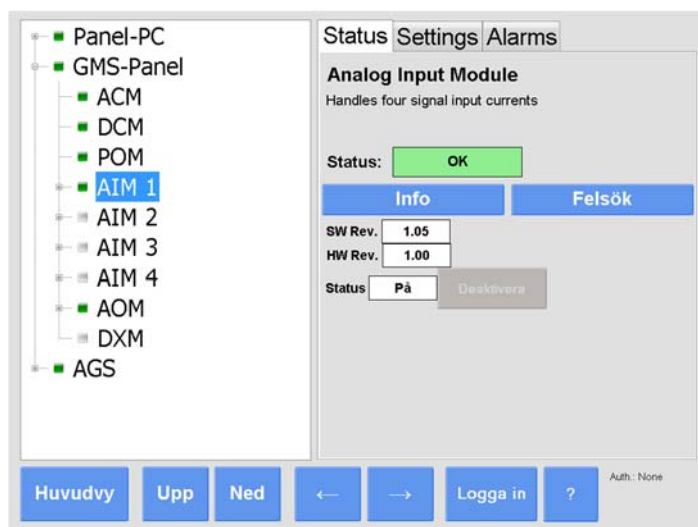 Panel-PC
GMS-Panel
ACM
DCM
POM
AIM 1
AIM 2
AIM 3
AIM 4
AOM
DXM
AGS
Status Settings Alarms
Analog Input Module
Handles four signal input currents
Status: OK
Info Felsök
SW Rev. 1.05
HW Rev. 1.00
Status På Deaktivera
Huvudvy Upp Ned ← → Logga in ? Auth.: None